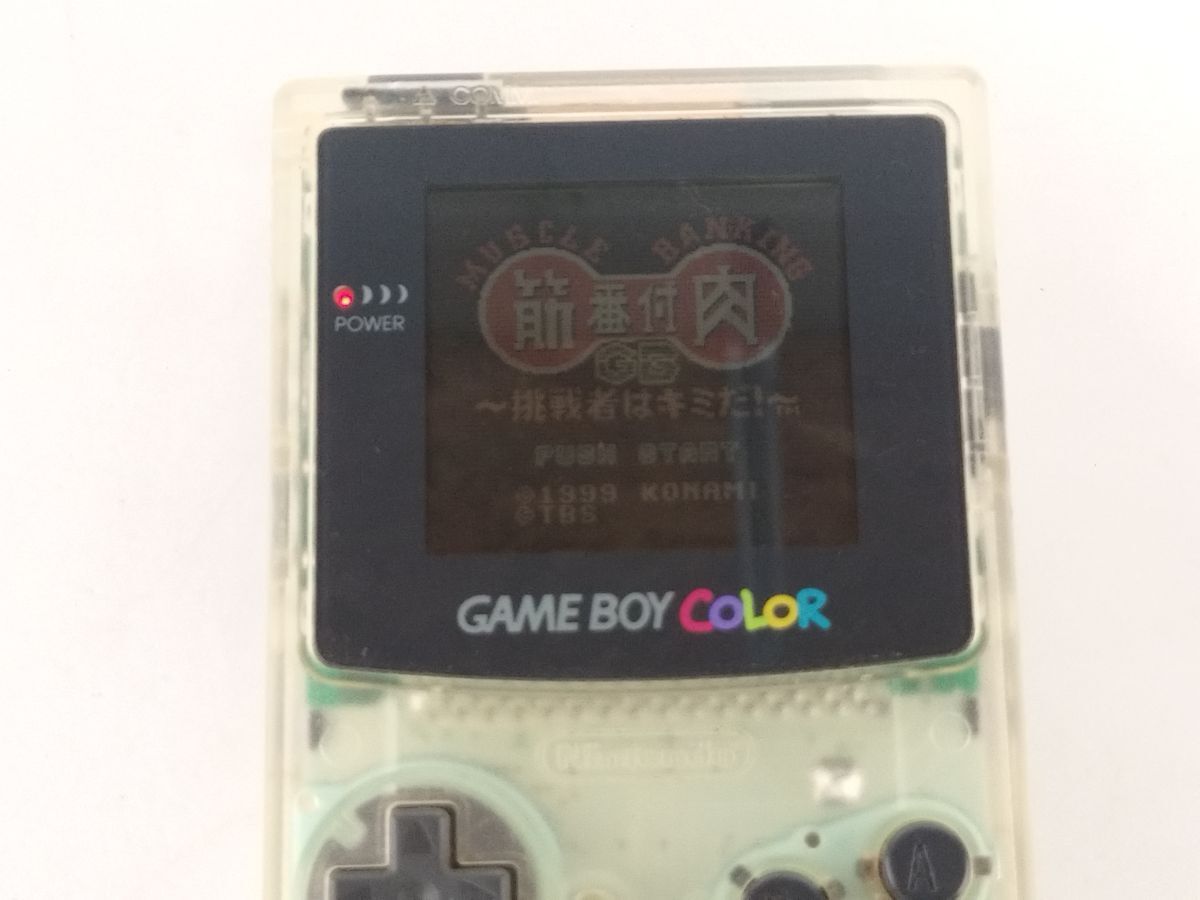 COMM
MUSCLE RANKING
筋番付肉
GB
～挑戦者はキミだ!～™
PUSH START
©1999 KONAMI
©TBS
POWER
GAME BOY COLOR
Nintendo
A